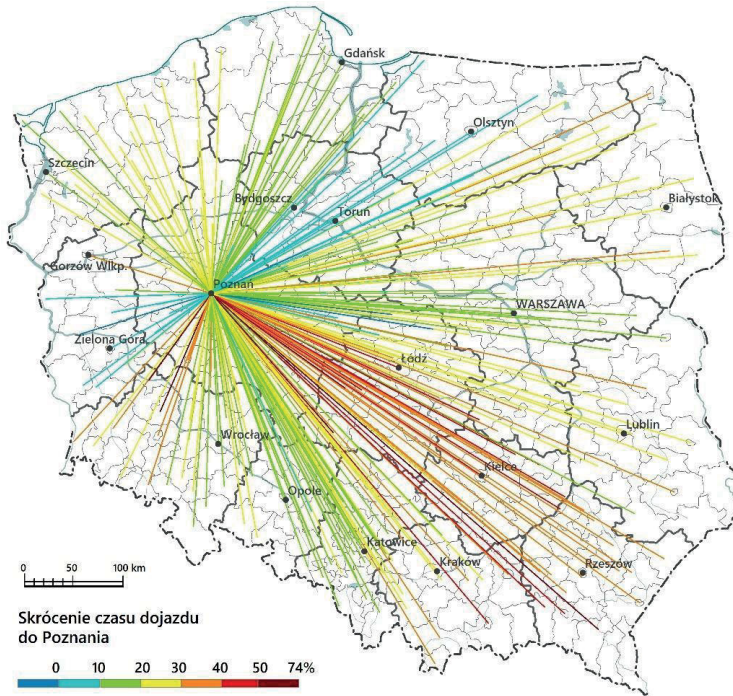 Gdańsk
Olsztyn
Szczecin
Bydgoszcz
Toruń
Białystok
Gorzów Wlkp.
Poznań
WARSZAWA
Zielona Góra
Łódź
Lublin
Wrocław
Kielce
Opole
Katowice
Kraków
Rzeszów
0 100 km
Skrócenie czasu dojazdu
do Poznania
0 10 20 30 40 50 74%